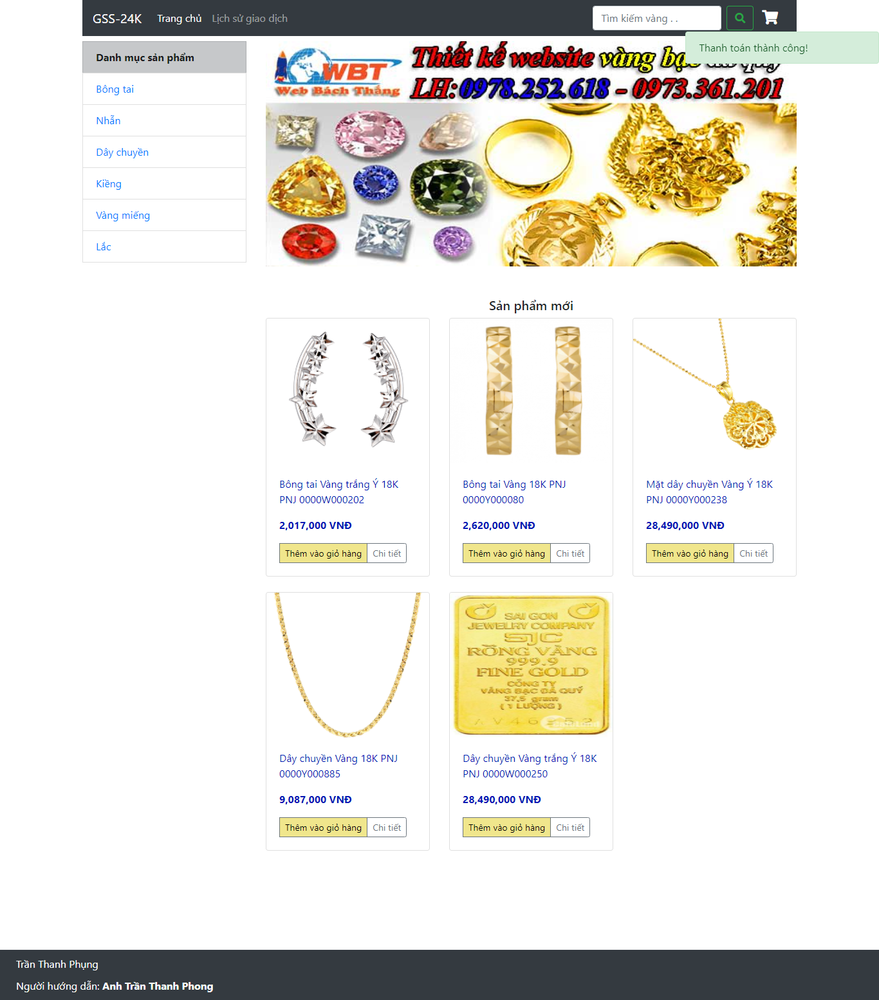 GSS-24K Trang chủ Lịch sử giao dịch Tìm kiếm vàng . .
Thanh toán thành công!
Danh mục sản phẩm
Bông tai
Nhẫn
Dây chuyền
Kiềng
Vàng miếng
Lắc
WBT
Web Bách Thắng
Thiết kế website vàng bạc
LH: 0978.252.618 - 0973.361.201
Sản phẩm mới
Bông tai Vàng trắng Ý 18K
PNJ 0000W000202
2,017,000 VNĐ
Thêm vào giỏ hàng Chi tiết
Bông tai Vàng 18K PNJ
0000Y000080
2,620,000 VNĐ
Thêm vào giỏ hàng Chi tiết
Mặt dây chuyền Vàng Ý 18K
PNJ 0000Y000238
28,490,000 VNĐ
Thêm vào giỏ hàng Chi tiết
Dây chuyền Vàng 18K PNJ
0000Y000885
9,087,000 VNĐ
Thêm vào giỏ hàng Chi tiết
SAI GON
JEWELRY COMPANY
SJC
RỒNG VÀNG
999.9
FINE GOLD
CÔNG TY
VÀNG BẠC ĐÁ QUÝ
37,5 gram
( 1 LƯỢNG )
Dây chuyền Vàng trắng Ý 18K
PNJ 0000W000250
28,490,000 VNĐ
Thêm vào giỏ hàng Chi tiết
Trần Thanh Phụng
Người hướng dẫn: Anh Trần Thanh Phong